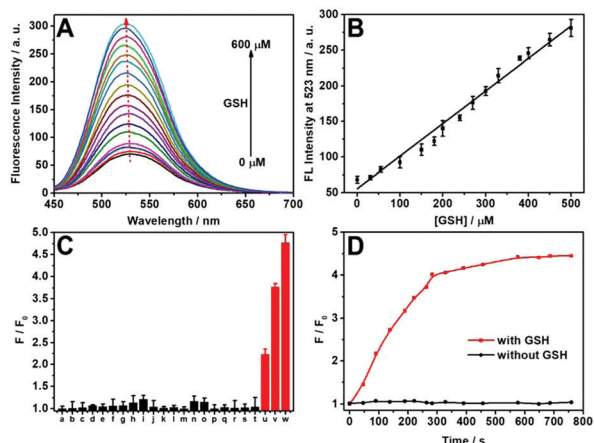 A
Fluorescence Intensity / a. u.
300
250
200
150
100
50
0
600 μM
GSH
0 μM
450 500 550 600 650 700
Wavelength / nm
B
FL Intensity at 523 nm / a. u.
300
250
200
150
100
50
0 100 200 300 400 500
[GSH] / μM
C
F / F0
5.0
4.5
4.0
3.5
3.0
2.5
2.0
1.5
1.0
a b c d e f g h i j k l m n o p q r s t u v w
D
F / F0
5
4
3
2
1
with GSH
without GSH
0 100 200 300 400 500 600 700 800
Time / s